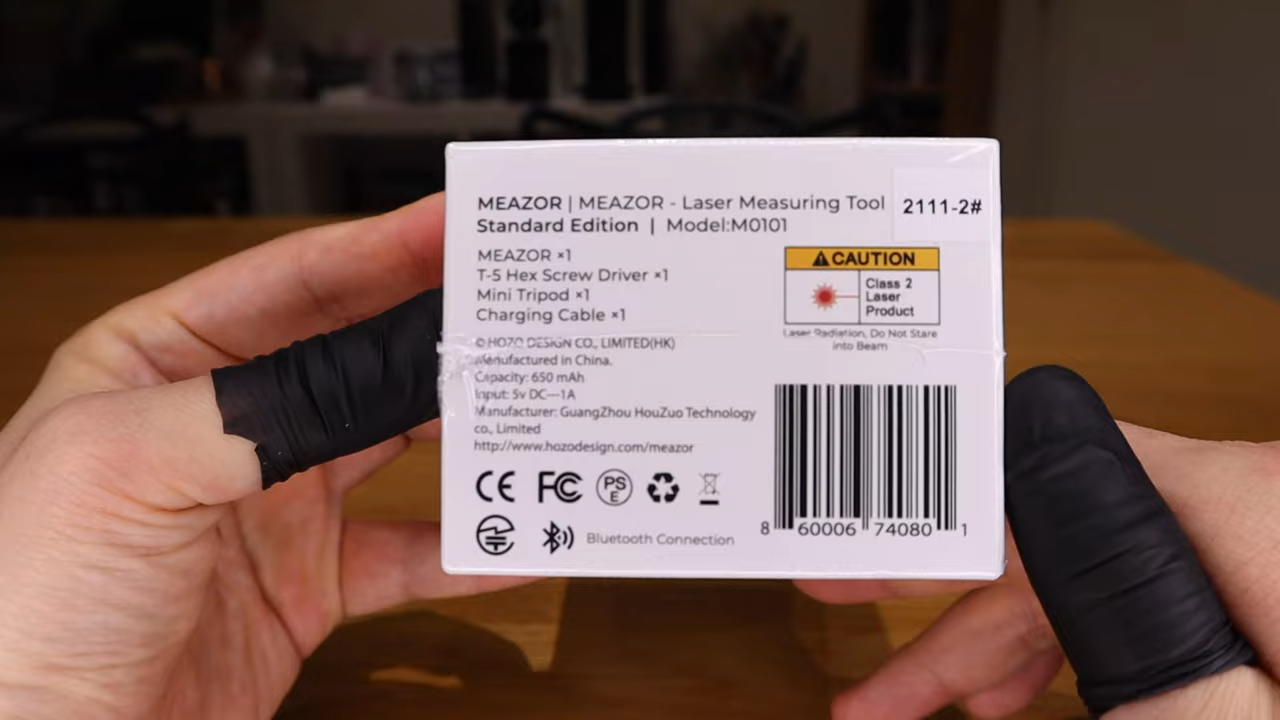 MEAZOR | MEAZOR - Laser Measuring Tool
2111-2#
Standard Edition | Model:M0101
MEAZOR ×1
T-5 Hex Screw Driver ×1
Mini Tripod ×1
Charging Cable ×1
CAUTION
Class 2
Laser
Product
Laser Radiation, Do Not Stare
into Beam
©HOZO DESIGN CO., LIMITED(HK)
Manufactured in China.
Capacity: 650 mAh
Input: 5v DC—1A
Manufacturer: GuangZhou HouZuo Technology
co., Limited
http://www.hozodesign.com/meazor
CE FC PSE
Bluetooth Connection
8 60006 74080 1